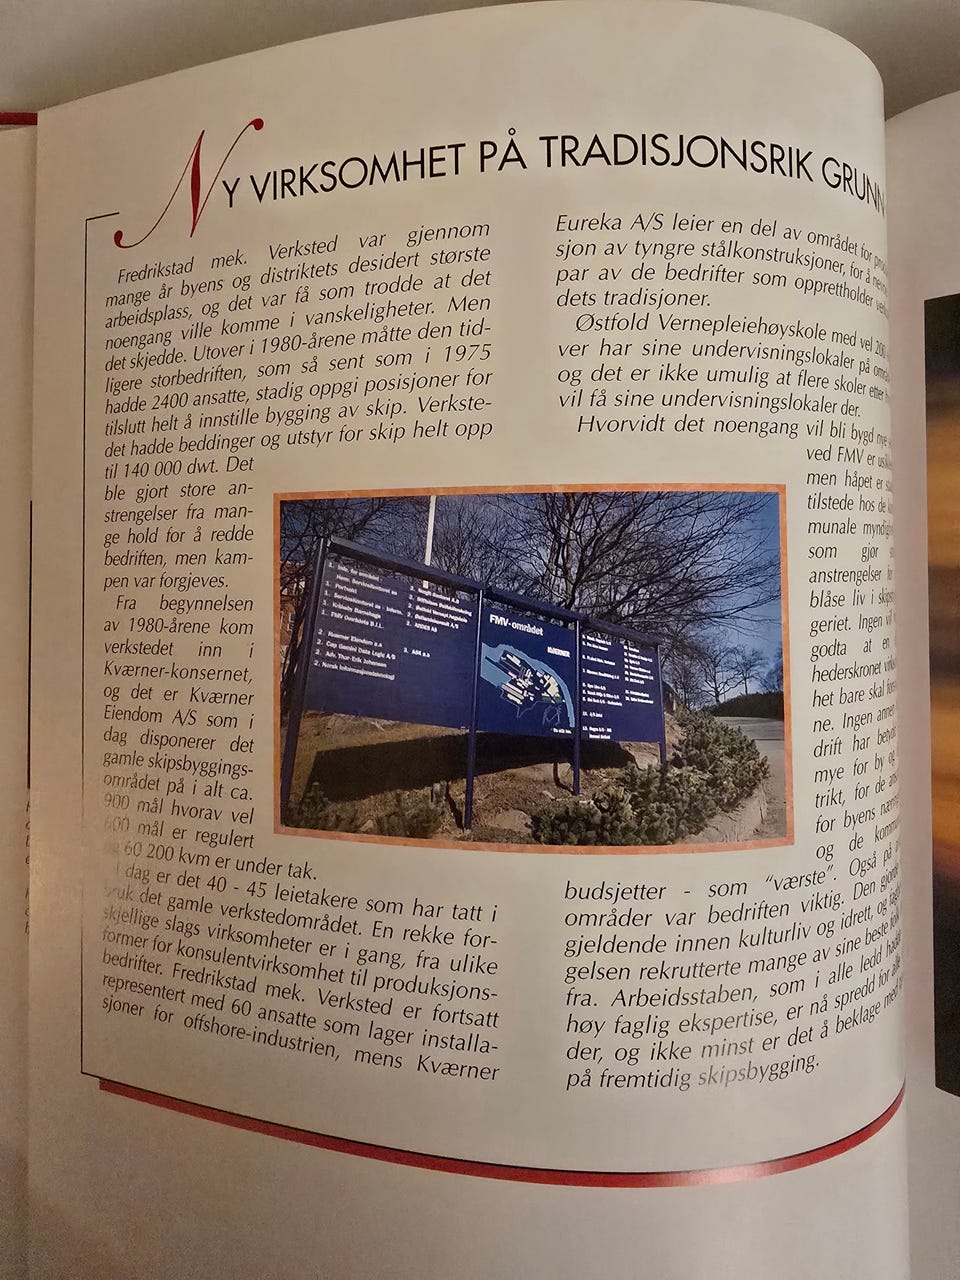 NY VIRKSOMHET PÅ TRADISJONSRIK GRUNN
Fredrikstad mek. Verksted var gjennom
mange år byens og distriktets desidert største
arbeidsplass, og det var få som trodde at det
noengang ville komme i vanskeligheter. Men
det skjedde. Utover i 1980-årene måtte den tid-
ligere storbedriften, som så sent som i 1975
hadde 2400 ansatte, stadig oppgi posisjoner for
tilslutt helt å innstille bygging av skip. Verkste-
det hadde beddinger og utstyr for skip helt opp
til 140 000 dwt. Det
ble gjort store an-
strengelser fra man-
ge hold for å redde
bedriften, men kam-
pen var forgjeves.
Fra begynnelsen
av 1980-årene kom
verkstedet inn i
Kværner-konsernet,
og det er Kværner
Eiendom A/S som i
dag disponerer det
gamle skipsbyggings-
området på i alt ca.
900 mål hvorav vel
600 mål er regulert
60 200 kvm er under tak.
I dag er det 40 - 45 leietakere som har tatt i
bruk det gamle verkstedområdet. En rekke for-
skjellige slags virksomheter er i gang, fra ulike
former for konsulentvirksomhet til produksjons-
bedrifter. Fredrikstad mek. Verksted er fortsatt
representert med 60 ansatte som lager installa-
sjoner for offshore-industrien, mens Kværner
Eureka A/S leier en del av området for
sjon av tyngre stålkonstruksjoner, for å
par av de bedrifter som opprettholder
dets tradisjoner.
Østfold Vernepleiehøyskole med vel
ver har sine undervisningslokaler på
og det er ikke umulig at flere skoler etter
vil få sine undervisningslokaler der.
Hvorvidt det noengang vil bli bygd
ved FMV er
men håpet er
tilstede hos de
munale
som gjør
anstrengelser
blåse liv i
geriet. Ingen vil
godta at en
hederskronet
het bare skal
ne. Ingen annen
drift har
mye for by og
trikt, for de
for byens
og de
budsjetter - som "værste". Også på
områder var bedriften viktig. Den
gjeldende innen kulturliv og idrett, og
gelsen rekrutterte mange av sine beste
fra. Arbeidsstaben, som i alle ledd
høy faglig ekspertise, er nå spredd for
der, og ikke minst er det å beklage med
på fremtidig skipsbygging.
FMV-området
KVÆRNER